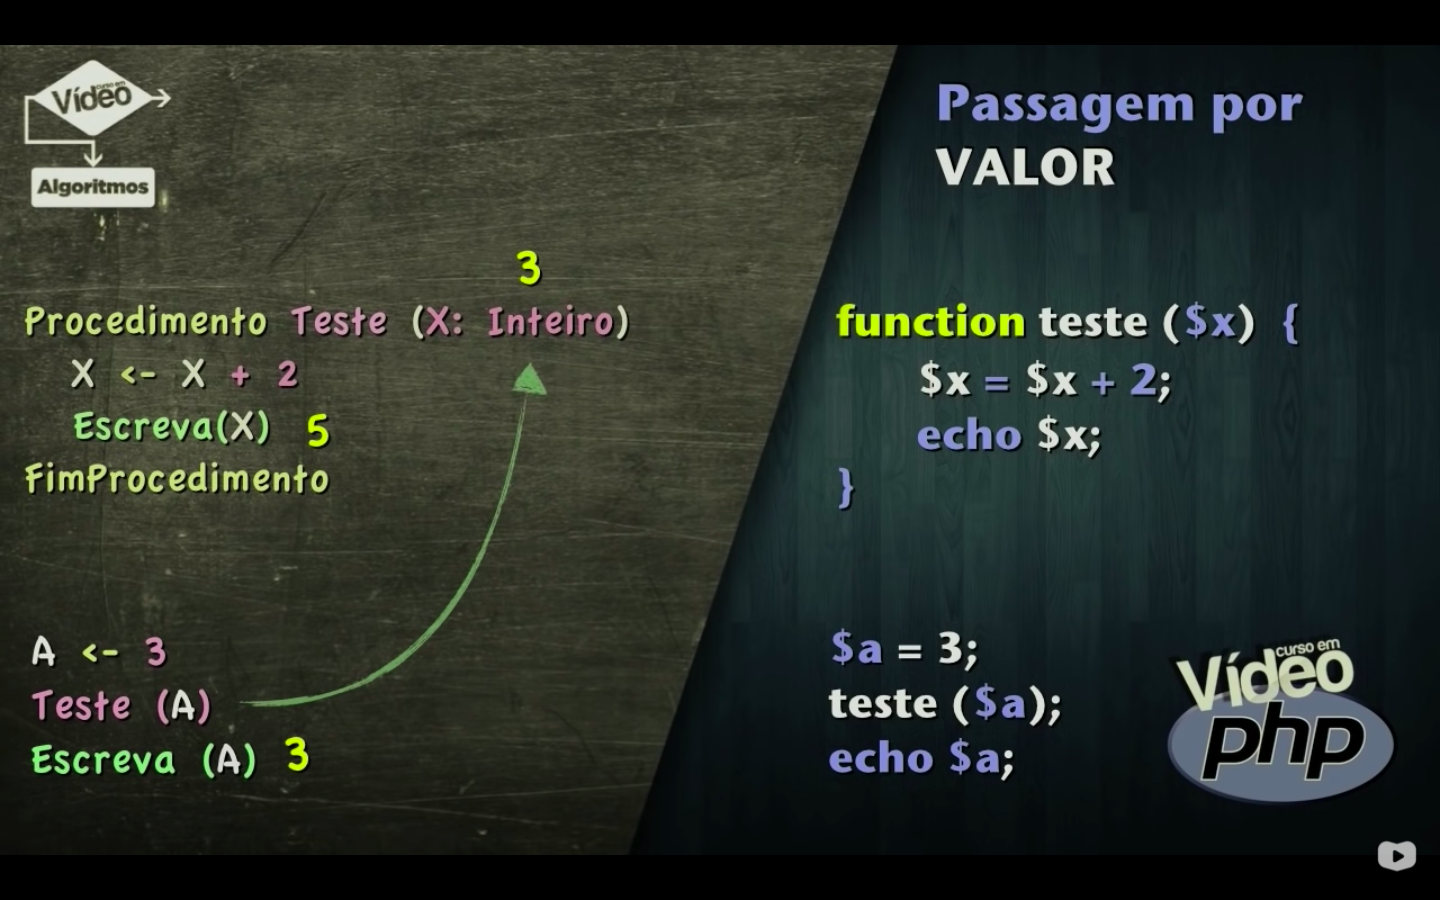 curso em
Vídeo
Algoritmos
Passagem por
VALOR
3
Procedimento Teste (X: Inteiro)
X <- X + 2
Escreva(X) 5
FimProcedimento
A <- 3
Teste (A)
Escreva (A) 3
function teste ($x) {
$x = $x + 2;
echo $x;
}
$a = 3;
teste ($a);
echo $a;
curso em
Vídeo
php